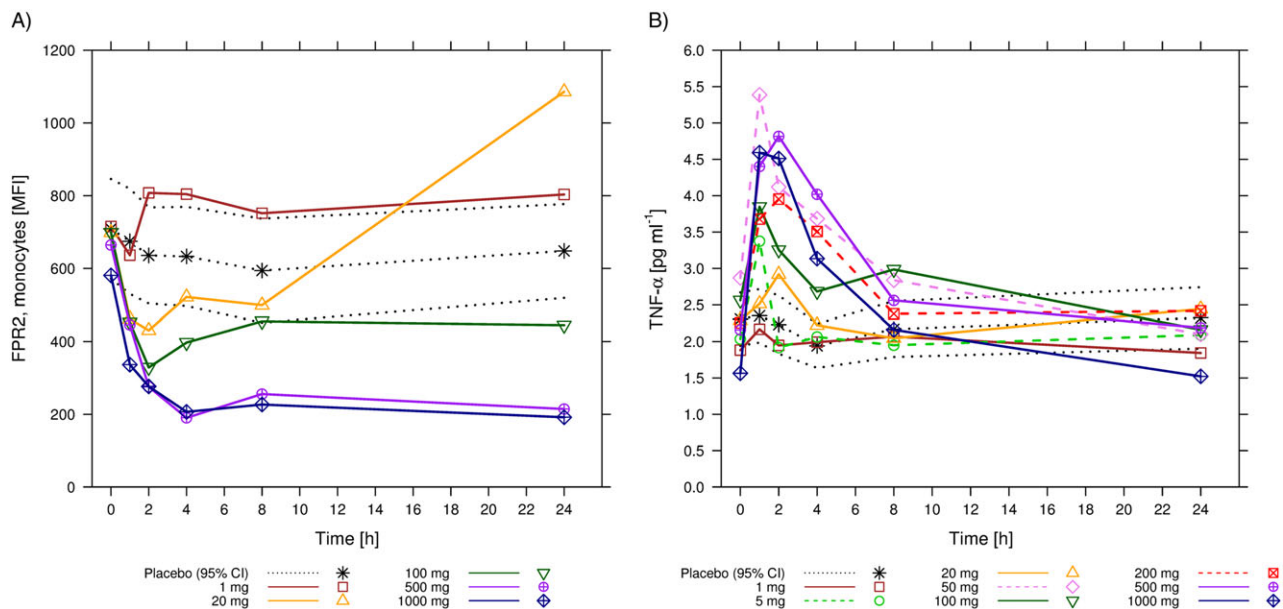 A)
FPR2, monocytes [MFI]
1200
1000
800
600
400
200
0
0 2 4 6 8 10 12 14 16 18 20 22 24
Time [h]
Placebo (95% CI)
1 mg
20 mg
100 mg
500 mg
1000 mg
B)
TNF-α [pg ml⁻¹]
6.0
5.5
5.0
4.5
4.0
3.5
3.0
2.5
2.0
1.5
1.0
0.5
0.0
0 2 4 6 8 10 12 14 16 18 20 22 24
Time [h]
Placebo (95% CI)
1 mg
5 mg
20 mg
50 mg
100 mg
200 mg
500 mg
1000 mg